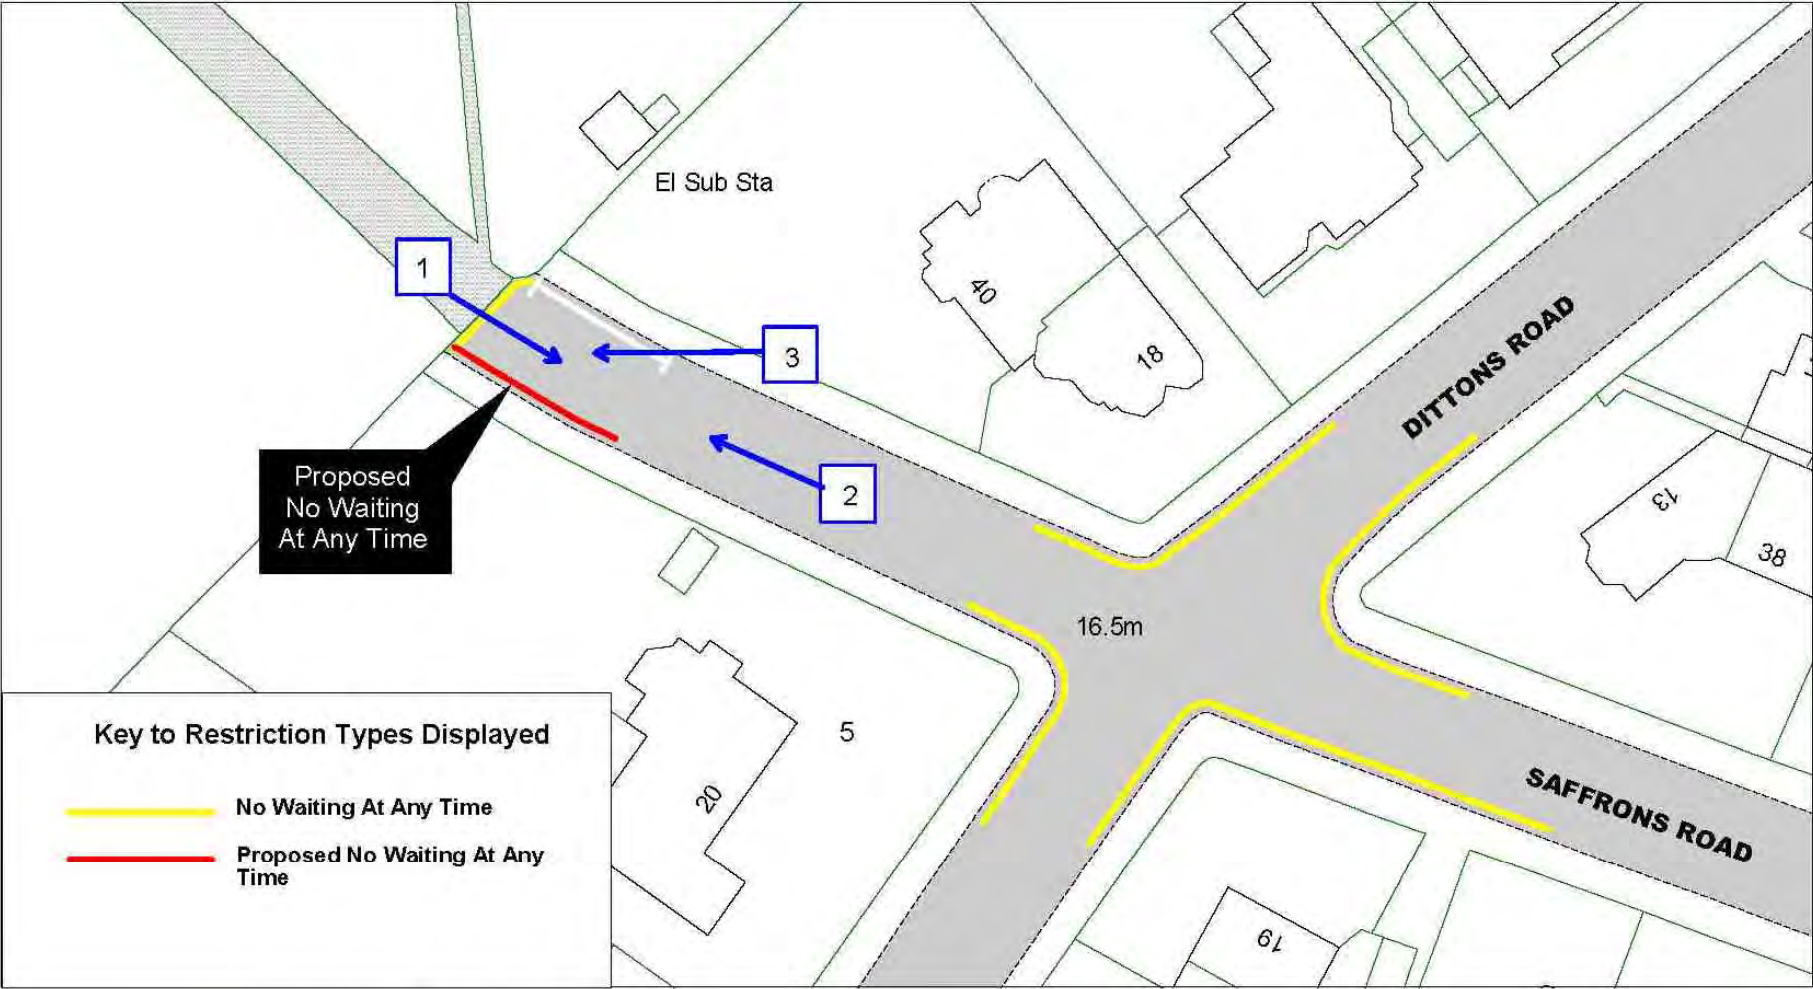 El Sub Sta
1
3
40
18
DITTONS ROAD
Proposed
No Waiting
At Any Time
2
13
38
16.5m
5
20
SAFFRONS ROAD
19
Key to Restriction Types Displayed
No Waiting At Any Time
Proposed No Waiting At Any
Time